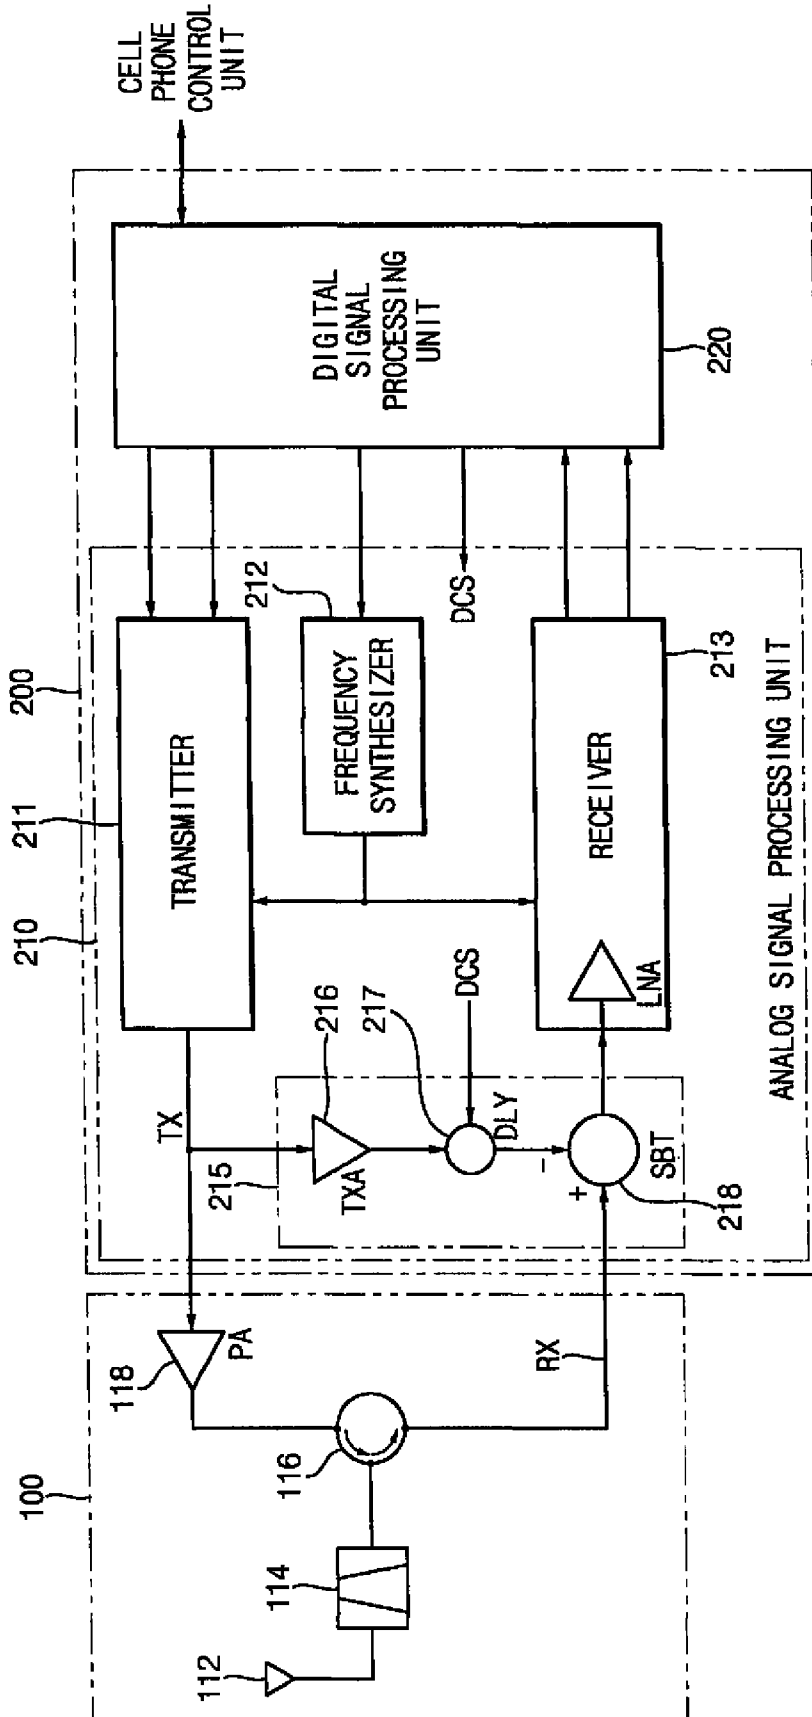 CELL
PHONE
CONTROL
UNIT
200
210
211
TRANSMITTER
212
FREQUENCY
SYNTHESIZER
DIGITAL
SIGNAL
PROCESSING
UNIT
220
DCS
RECEIVER
213
LNA
ANALOG SIGNAL PROCESSING UNIT
TX
215
216
TXA
217
DCS
DLY
-
+
SBT
218
100
118
PA
116
RX
114
112